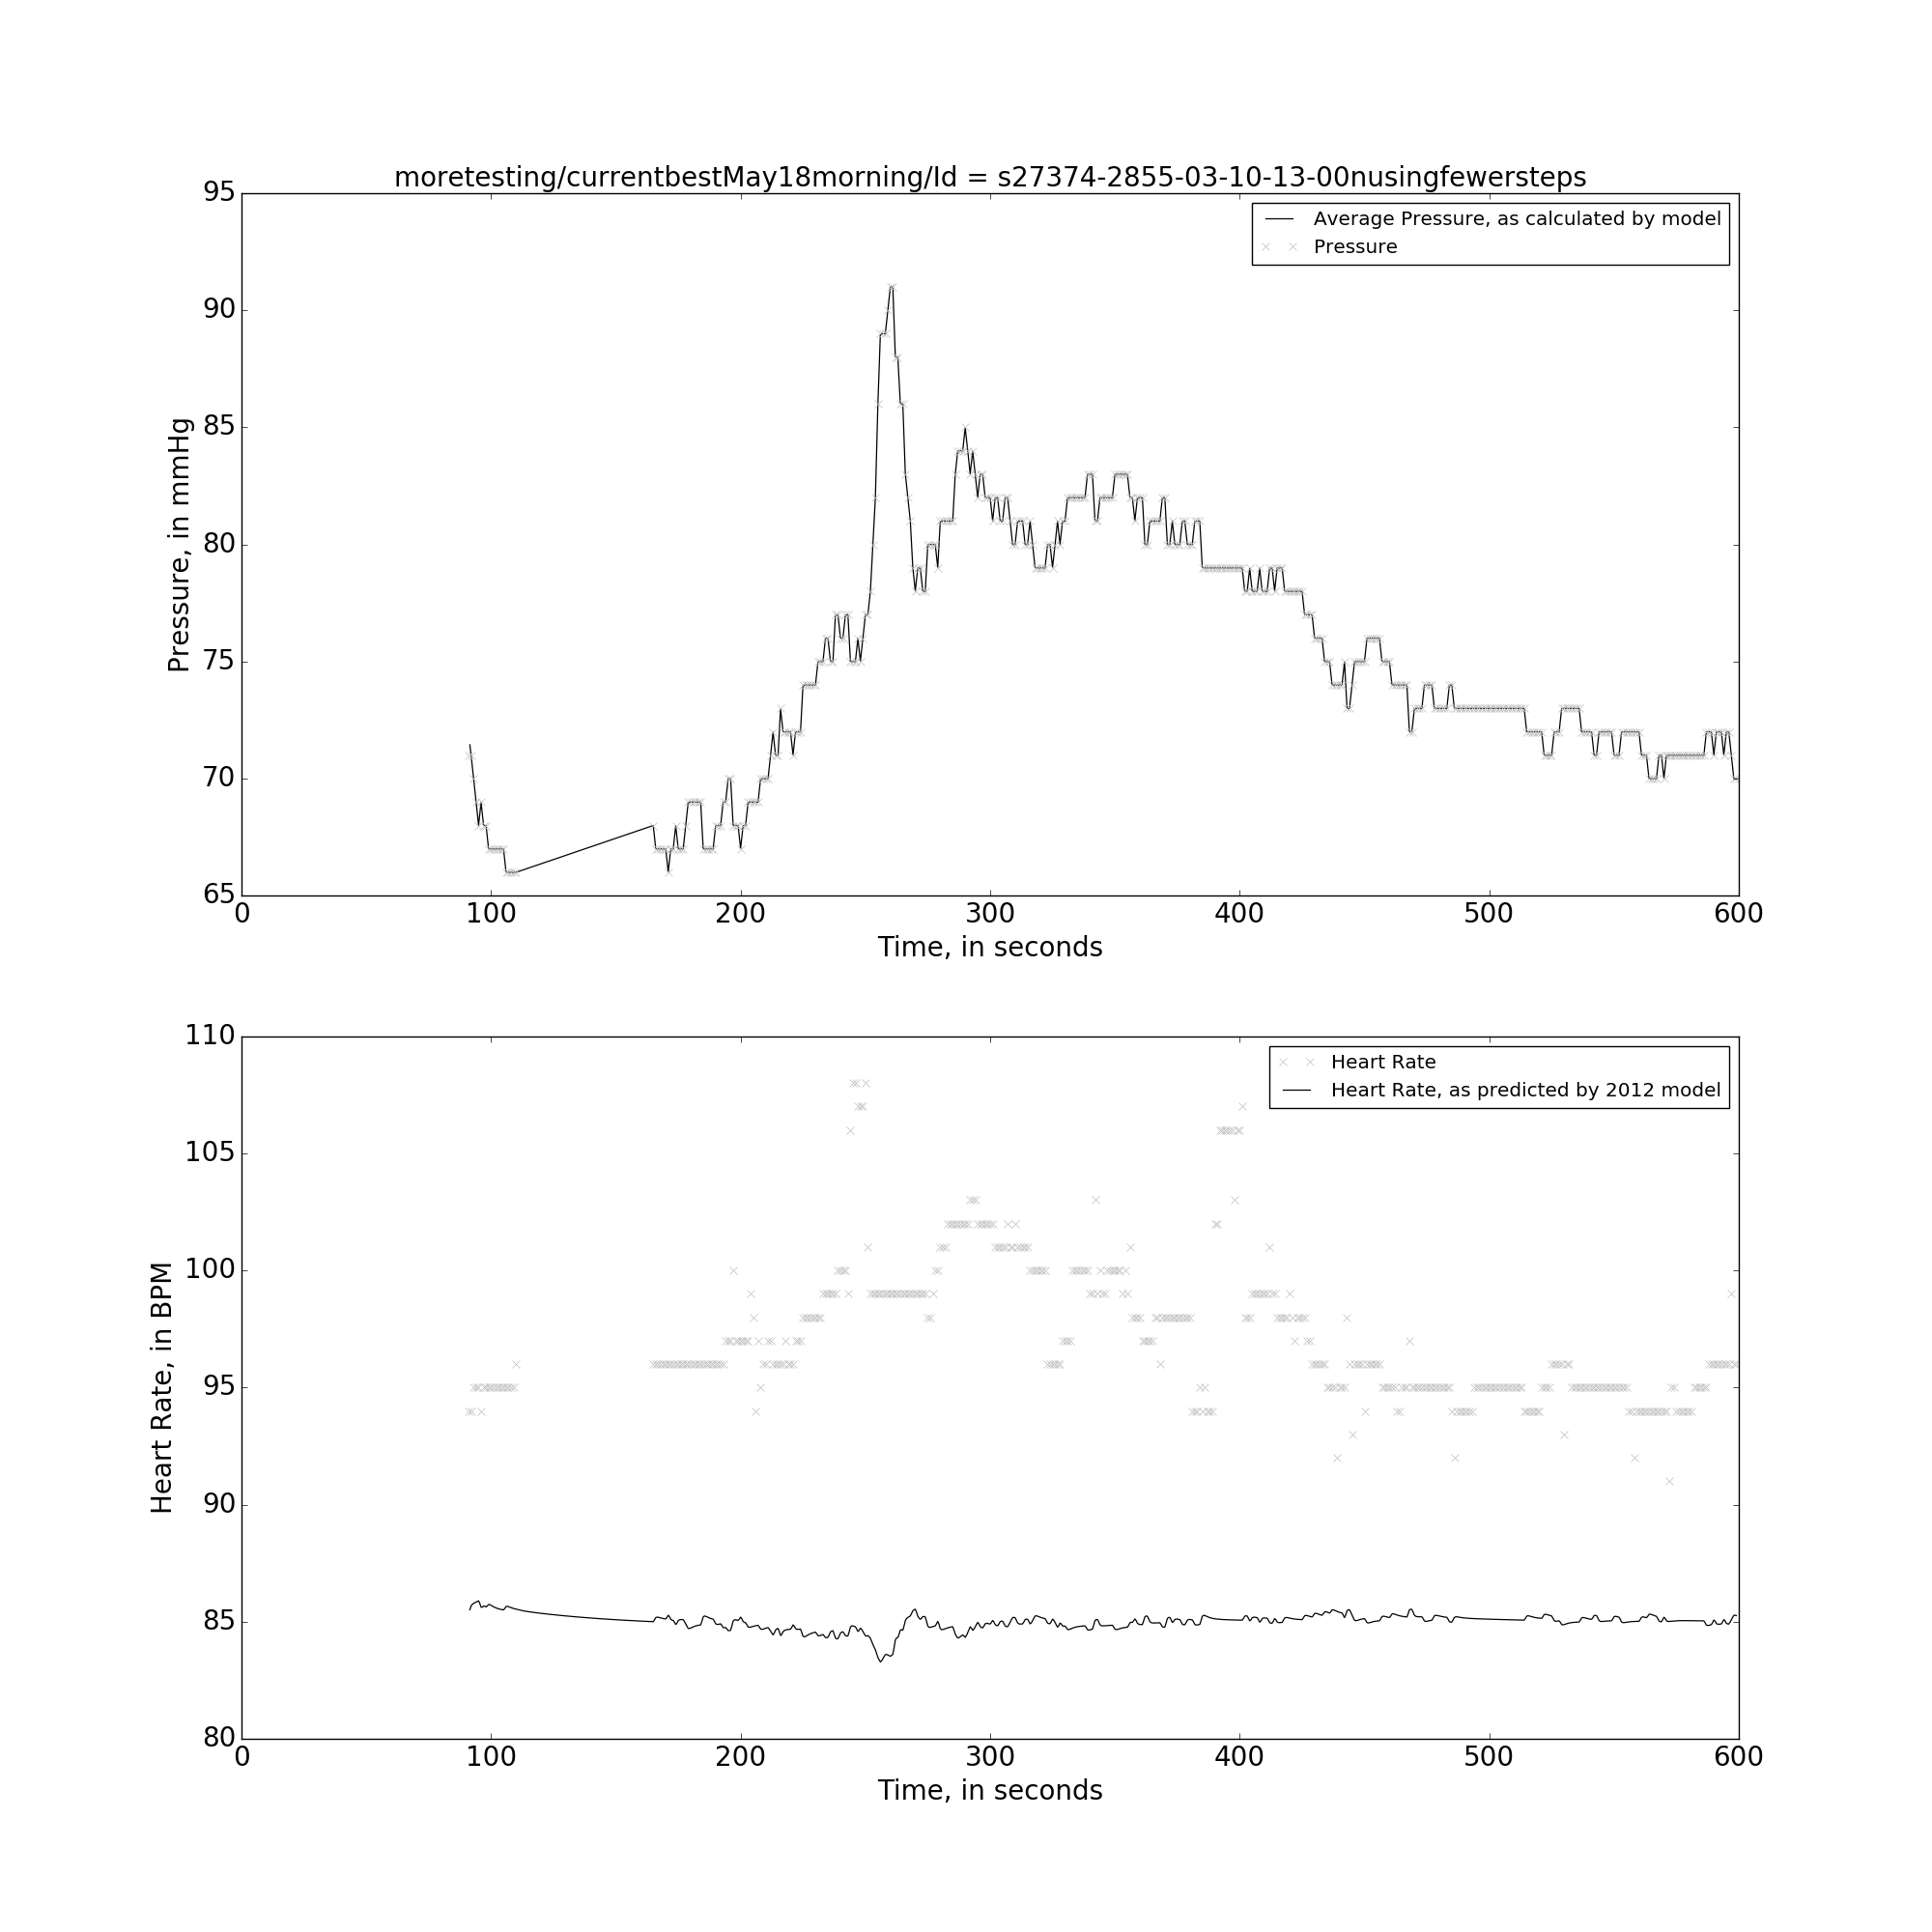 moretesting/currentbestMay18morning/Id = s27374-2855-03-10-13-00nusingfewersteps
95
90
85
80
75
70
65
Pressure, in mmHg
Average Pressure, as calculated by model
Pressure
0 100 200 300 400 500 600
Time, in seconds
110
105
100
95
90
85
80
Heart Rate, in BPM
Heart Rate
Heart Rate, as predicted by 2012 model
0 100 200 300 400 500 600
Time, in seconds